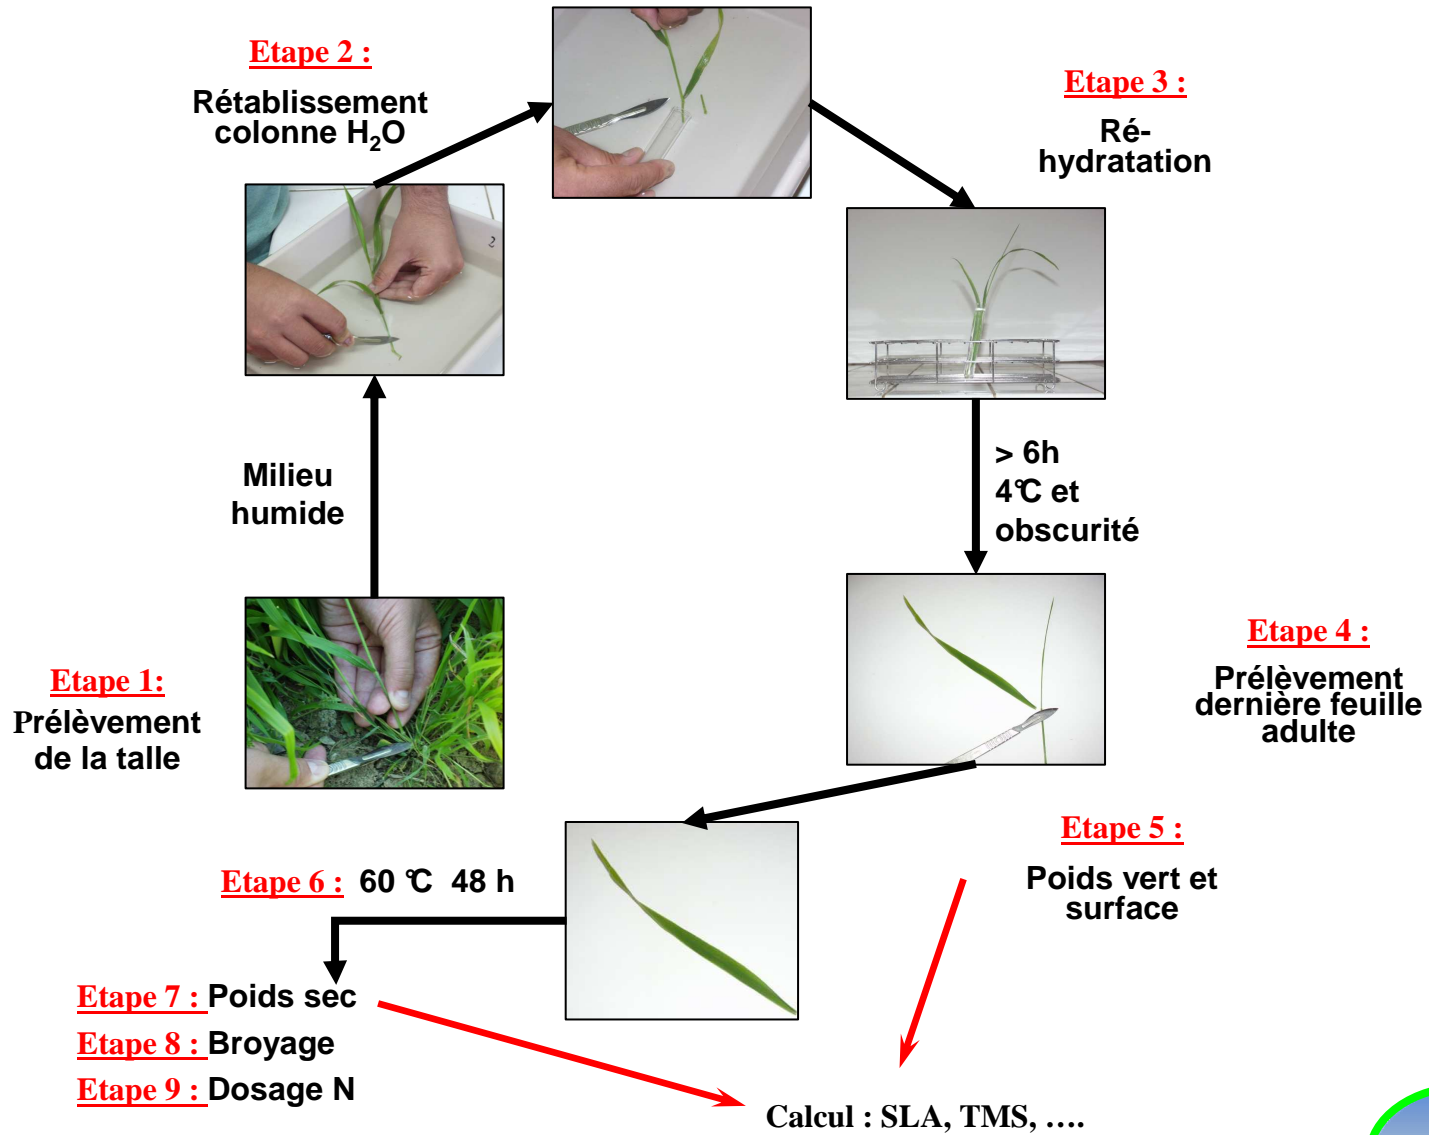 Etape 1:
Prélèvement
de la talle
Milieu
humide
Etape 2 :
Rétablissement
colonne H₂O
2
Etape 3 :
Ré-
hydratation
> 6h
4°C et
obscurité
Etape 4 :
Prélèvement
dernière feuille
adulte
Etape 5 :
Poids vert et
surface
Etape 6 : 60 °C 48 h
Etape 7 : Poids sec
Etape 8 : Broyage
Etape 9 : Dosage N
Calcul : SLA, TMS, ….